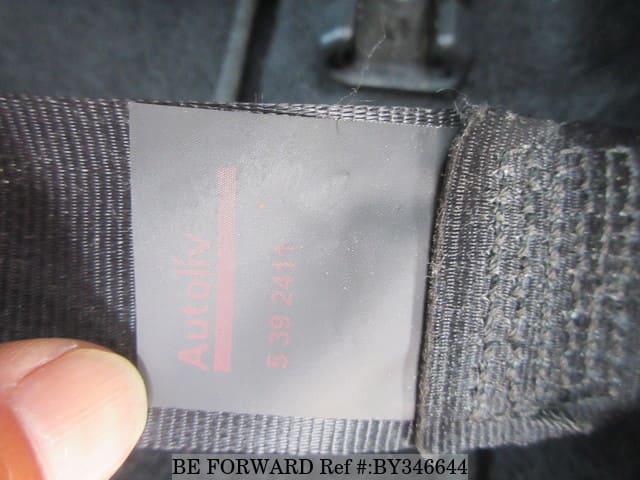 Autoliv
5 39 2411
BE FORWARD Ref #:BY346644